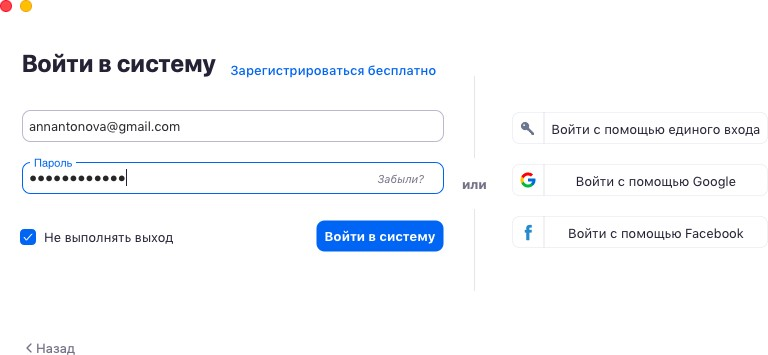 Войти в систему
Зарегистрироваться бесплатно
annantonova@gmail.com
Пароль
●●●●●●●●●●●●
Забыли?
Не выполнять выход
Войти в систему
или
Войти с помощью единого входа
Войти с помощью Google
Войти с помощью Facebook
Назад